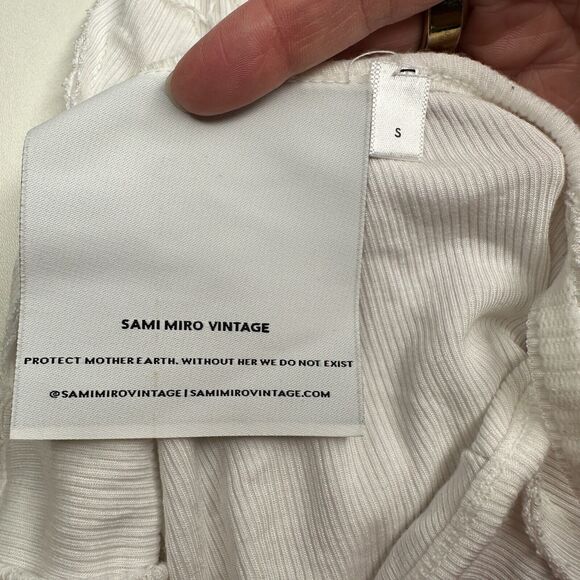 S
SAMI MIRO VINTAGE
PROTECT MOTHER EARTH. WITHOUT HER WE DO NOT EXIST
@SAMIMIROVINTAGE | SAMIMIROVINTAGE.COM